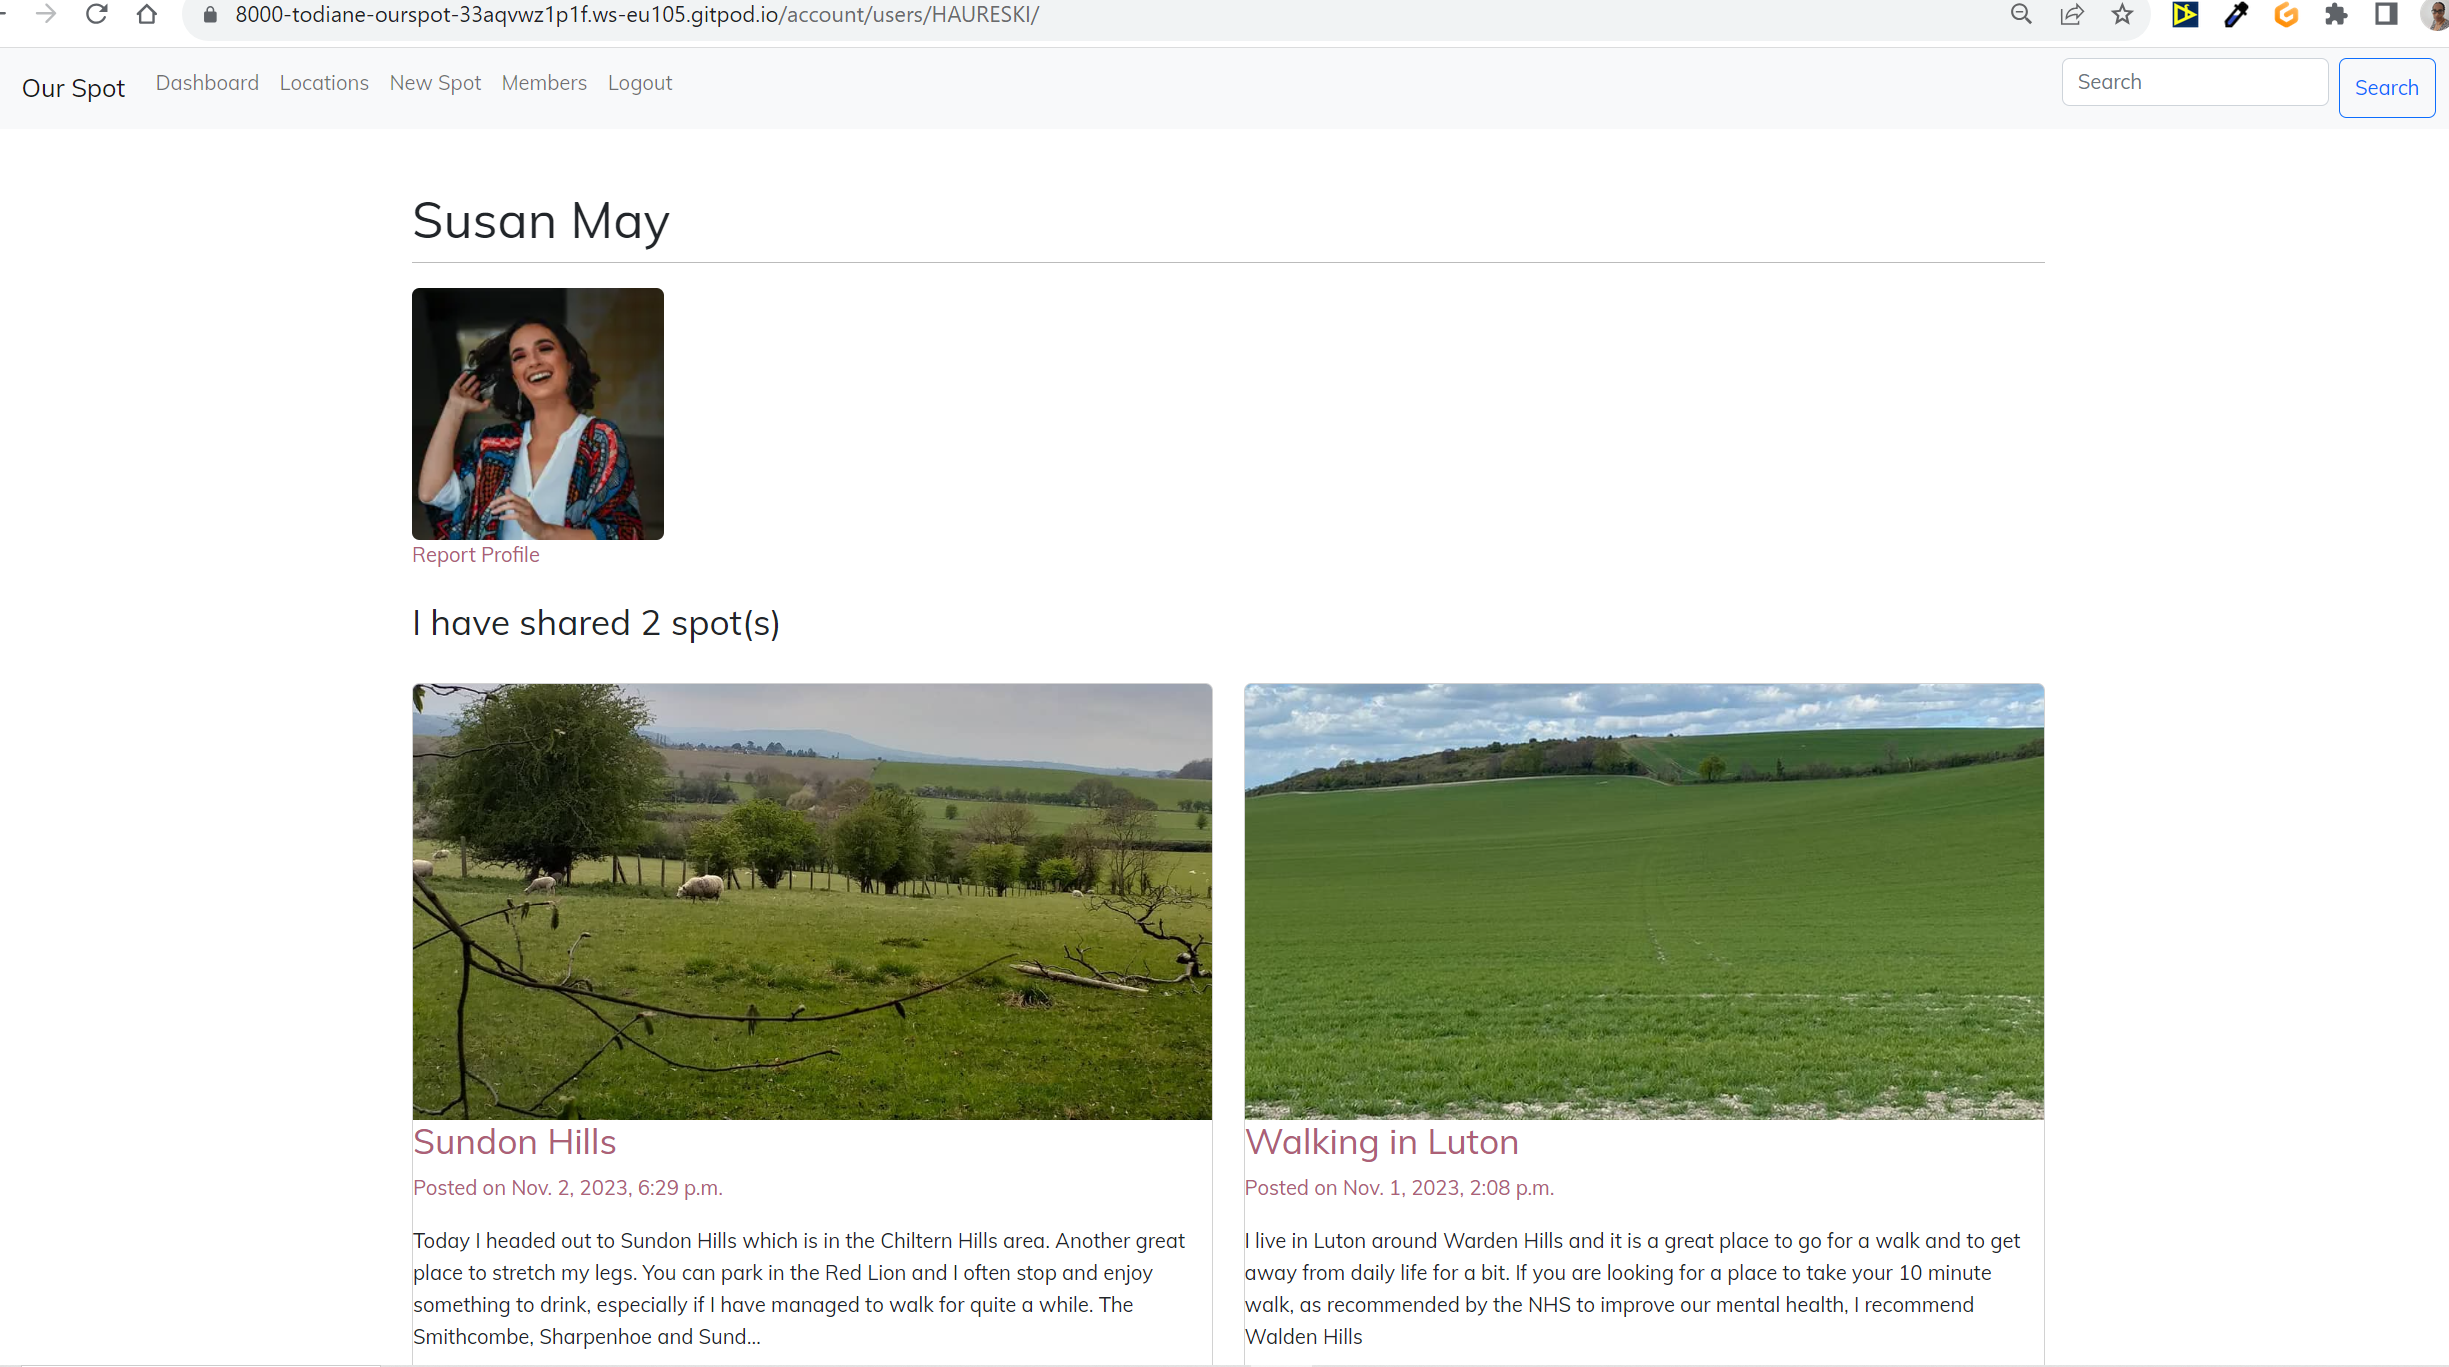 8000-todiane-ourspot-33aqvwz1p1f.ws-eu105.gitpod.io/account/users/HAURESKI/
Our Spot Dashboard Locations New Spot Members Logout Search Search
Susan May
Report Profile
I have shared 2 spot(s)
Sundon Hills
Posted on Nov. 2, 2023, 6:29 p.m.
Today I headed out to Sundon Hills which is in the Chiltern Hills area. Another great
place to stretch my legs. You can park in the Red Lion and I often stop and enjoy
something to drink, especially if I have managed to walk for quite a while. The
Smithcombe, Sharpenhoe and Sund...
Walking in Luton
Posted on Nov. 1, 2023, 2:08 p.m.
I live in Luton around Warden Hills and it is a great place to go for a walk and to get
away from daily life for a bit. If you are looking for a place to take your 10 minute
walk, as recommended by the NHS to improve our mental health, I recommend
Walden Hills